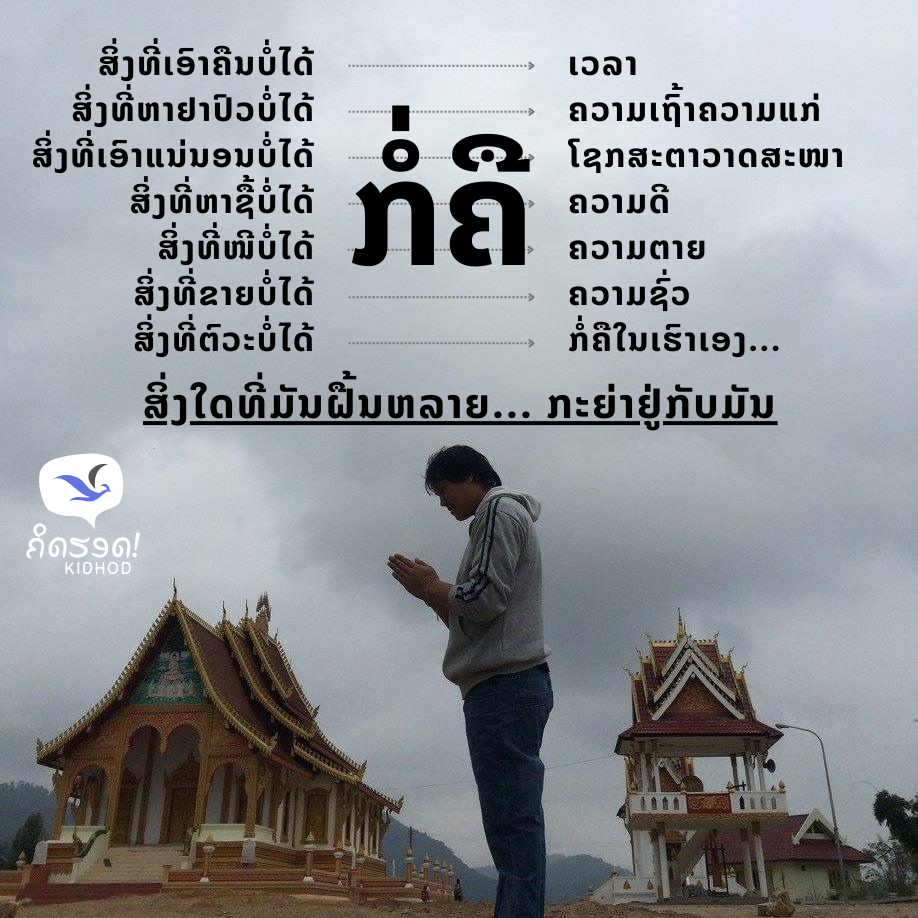 ສິ່ງທີ່ເອົາຄືນບໍ່ໄດ້ ເວລາ
ສິ່ງທີ່ຫາຢາປົວບໍ່ໄດ້ ຄວາມເຖົ້າຄວາມແກ່
ສິ່ງທີ່ເອົາແນ່ນອນບໍ່ໄດ້ ໂຊກສະຕາວາດສະໜາ
ສິ່ງທີ່ຫາຊື້ບໍ່ໄດ້ ຄວາມດີ
ກໍ່ຄື
ສິ່ງທີ່ໜີບໍ່ໄດ້ ຄວາມຕາຍ
ສິ່ງທີ່ຂາຍບໍ່ໄດ້ ຄວາມຊົ່ວ
ສິ່ງທີ່ຕົວະບໍ່ໄດ້ ກໍ່ຄືໃນເຮົາເອງ...
ສິ່ງໃດທີ່ມັນຝືນຫລາຍ... ກະຢ່າຢູ່ກັບມັນ
ຄິດຮອດ!
KIDHOD